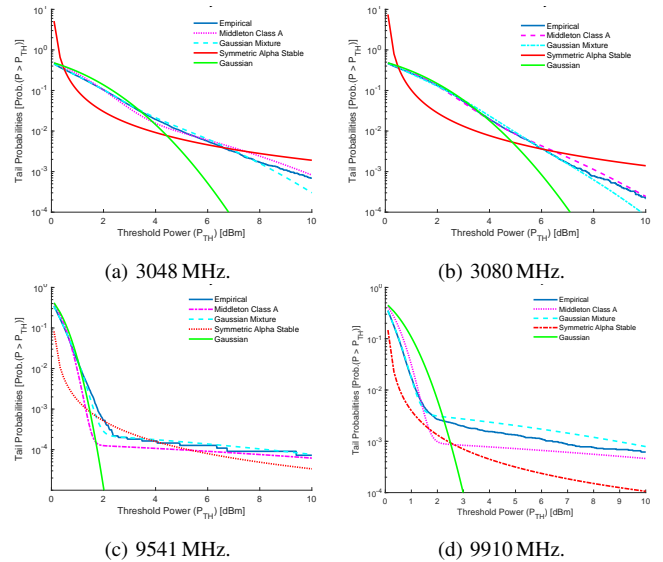 10^1
10^0
10^-1
10^-2
10^-3
10^-4
Tail Probabilities [Prob.(P > P_TH)]
Empirical
Middleton Class A
Gaussian Mixture
Symmetric Alpha Stable
Gaussian
0 2 4 6 8 10
Threshold Power (P_TH) [dBm]
(a) 3048 MHz.
10^1
10^0
10^-1
10^-2
10^-3
10^-4
Tail Probabilities [Prob.(P > P_TH)]
Empirical
Middleton Class A
Gaussian Mixture
Symmetric Alpha Stable
Gaussian
0 2 4 6 8 10
Threshold Power (P_TH) [dBm]
(b) 3080 MHz.
10^0
10^-1
10^-2
10^-3
10^-4
Tail Probabilities [Prob.(P > P_TH)]
Empirical
Middleton Class A
Gaussian Mixture
Symmetric Alpha Stable
Gaussian
0 2 4 6 8 10
Threshold Power (P_TH) [dBm]
(c) 9541 MHz.
10^0
10^-1
10^-2
10^-3
10^-4
Tail Probabilities [Prob.(P > P_TH)]
Empirical
Middleton Class A
Gaussian Mixture
Symmetric Alpha Stable
Gaussian
0 1 2 3 4 5 6 7 8 9 10
Threshold Power (P_TH) [dBm]
(d) 9910 MHz.